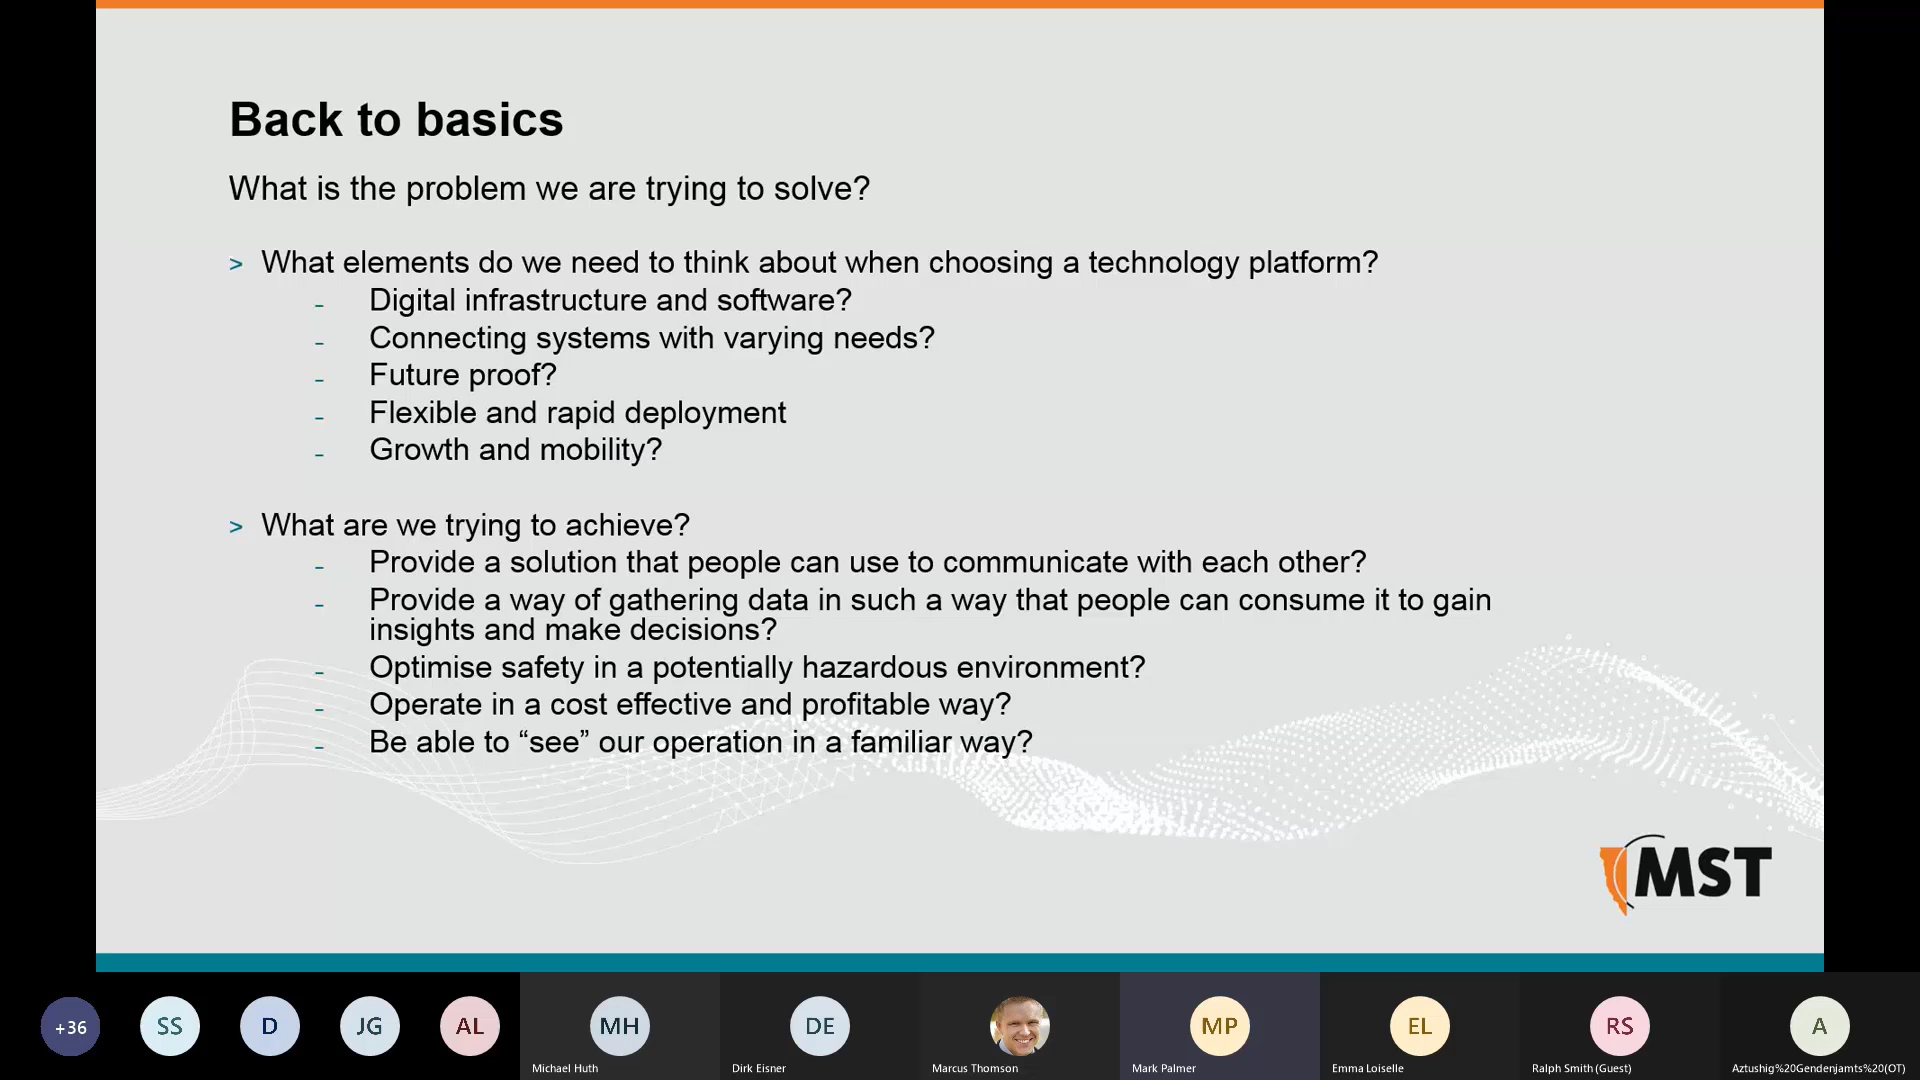 Back to basics
What is the problem we are trying to solve?
> What elements do we need to think about when choosing a technology platform?
- Digital infrastructure and software?
- Connecting systems with varying needs?
- Future proof?
- Flexible and rapid deployment
- Growth and mobility?
> What are we trying to achieve?
- Provide a solution that people can use to communicate with each other?
- Provide a way of gathering data in such a way that people can consume it to gain
insights and make decisions?
- Optimise safety in a potentially hazardous environment?
- Operate in a cost effective and profitable way?
- Be able to “see” our operation in a familiar way?
MST
+36 SS D JG AL MH DE MP EL RS A
Michael Huth Dirk Eisner Marcus Thomson Mark Palmer Emma Loiselle Ralph Smith (Guest) Aztushig%20Gendenjamts%20(OT)